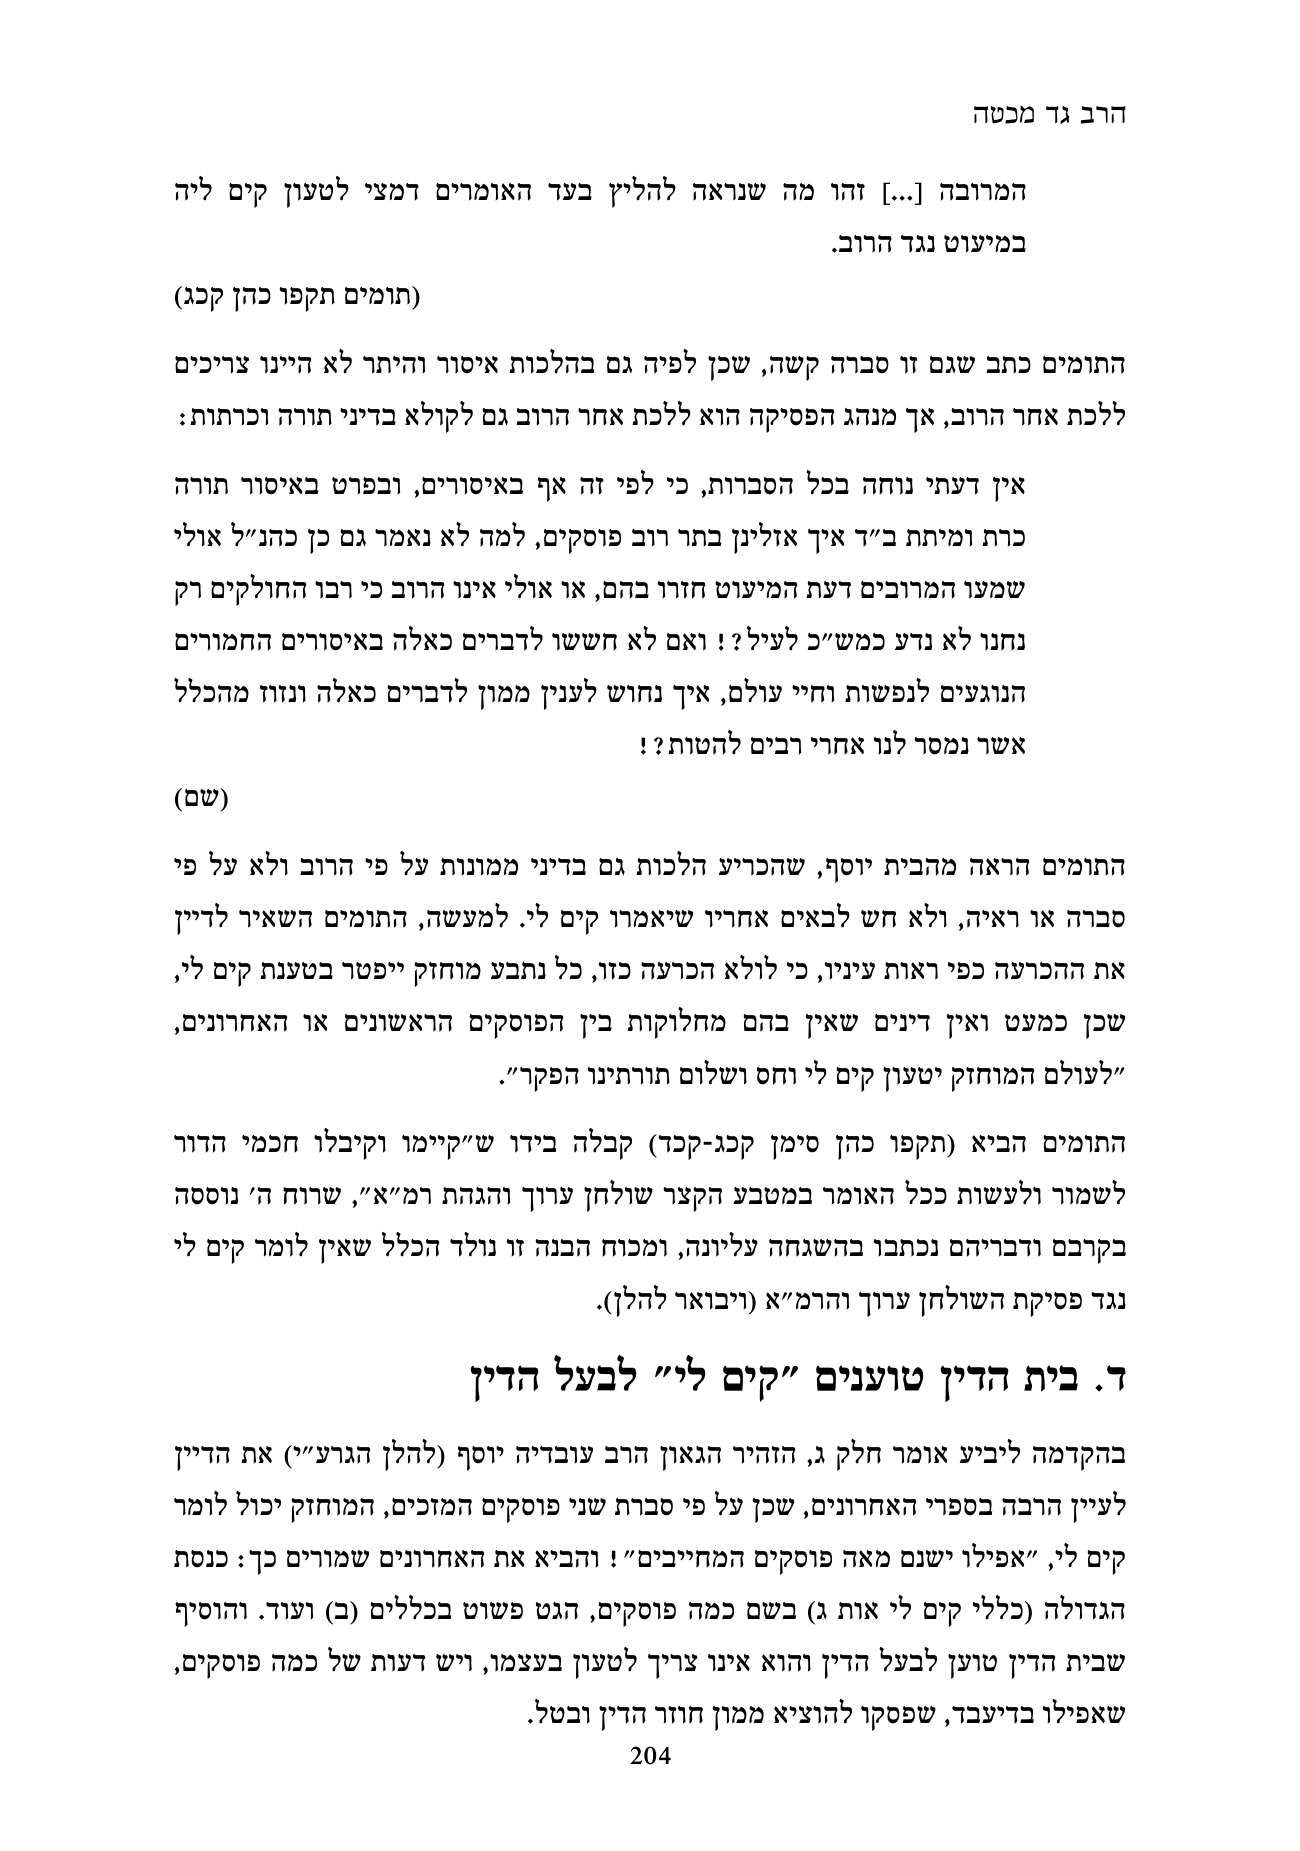 הרב גד מכטה
המרובה [...] זהו מה שנראה להליץ בעד האומרים דמצי לטעון קים ליה
במיעוט נגד הרוב.
(תומים תקפו כהן קכג)
התומים כתב שגם זו סברה קשה, שכן לפיה גם בהלכות איסור והיתר לא היינו צריכים
ללכת אחר הרוב, אך מנהג הפסיקה הוא ללכת אחר הרוב גם לקולא בדיני תורה וכרתות:
אין דעתי נוחה בכל הסברות, כי לפי זה אף באיסורים, ובפרט באיסור תורה
כרת ומיתת ב״ד איך אזלינן בתר רוב פוסקים, למה לא נאמר גם כן כהנ״ל אולי
שמעו המרובים דעת המיעוט חזרו בהם, או אולי אינו הרוב כי רבו החולקים רק
נחנו לא נדע כמש״כ לעיל?! ואם לא חששו לדברים כאלה באיסורים החמורים
הנוגעים לנפשות וחיי עולם, איך נחוש לענין ממון לדברים כאלה ונזוז מהכלל
אשר נמסר לנו אחרי רבים להטות?!
(שם)
התומים הראה מהבית יוסף, שהכריע הלכות גם בדיני ממונות על פי הרוב ולא על פי
סברה או ראיה, ולא חש לבאים אחריו שיאמרו קים לי. למעשה, התומים השאיר לדיין
את ההכרעה כפי ראות עיניו, כי לולא הכרעה כזו, כל נתבע מוחזק ייפטר בטענת קים לי,
שכן כמעט ואין דינים שאין בהם מחלוקות בין הפוסקים הראשונים או האחרונים,
״לעולם המוחזק יטעון קים לי וחס ושלום תורתינו הפקר״.
התומים הביא (תקפו כהן סימן קכג-קכד) קבלה בידו ש״קיימו וקיבלו חכמי הדור
לשמור ולעשות ככל האומר במטבע הקצר שולחן ערוך והגהת רמ״א״, שרוח ה׳ נוססה
בקרבם ודבריהם נכתבו בהשגחה עליונה, ומכוח הבנה זו נולד הכלל שאין לומר קים לי
נגד פסיקת השולחן ערוך והרמ״א (ויבואר להלן).
ד. בית הדין טוענים ״קים לי״ לבעל הדין
בהקדמה ליביע אומר חלק ג, הזהיר הגאון הרב עובדיה יוסף (להלן הגרע״י) את הדיין
לעיין הרבה בספרי האחרונים, שכן על פי סברת שני פוסקים המזכים, המוחזק יכול לומר
קים לי, ״אפילו ישנם מאה פוסקים המחייבים״! והביא את האחרונים שמורים כך: כנסת
הגדולה (כללי קים לי אות ג) בשם כמה פוסקים, הגט פשוט בכללים (ב) ועוד. והוסיף
שבית הדין טוען לבעל הדין והוא אינו צריך לטעון בעצמו, ויש דעות של כמה פוסקים,
שאפילו בדיעבד, שפסקו להוציא ממון חוזר הדין ובטל.
204